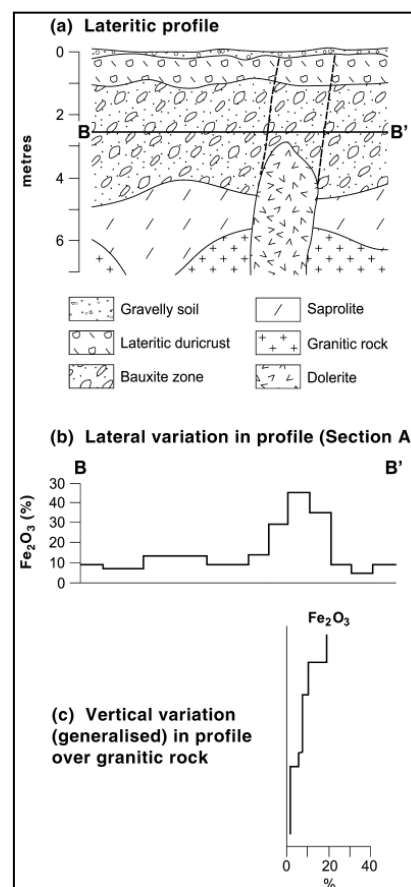 (a) Lateritic profile
0
2
B
B'
metres
4
6
Gravelly soil
Saprolite
Lateritic duricrust
Granitic rock
Bauxite zone
Dolerite
(b) Lateral variation in profile (Section A
B
B'
30
20
10
0
Fe₂O₃ (%)
Fe₂O₃
(c) Vertical variation
(generalised) in profile
over granitic rock
0 20 40
%